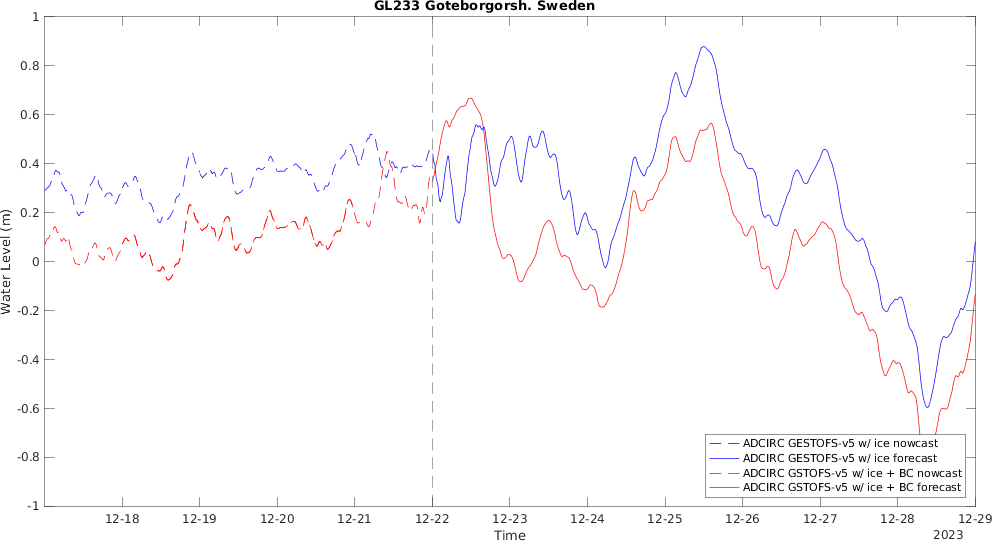 GL233 Goteborgorsh. Sweden
1
0.8
0.6
0.4
0.2
0
-0.2
-0.4
-0.6
-0.8
-1
Water Level (m)
ADCIRC GESTOFS-v5 w/ ice nowcast
ADCIRC GESTOFS-v5 w/ ice forecast
ADCIRC GSTOFS-v5 w/ ice + BC nowcast
ADCIRC GSTOFS-v5 w/ ice + BC forecast
12-18 12-19 12-20 12-21 12-22 12-23 12-24 12-25 12-26 12-27 12-28 12-29
Time
2023